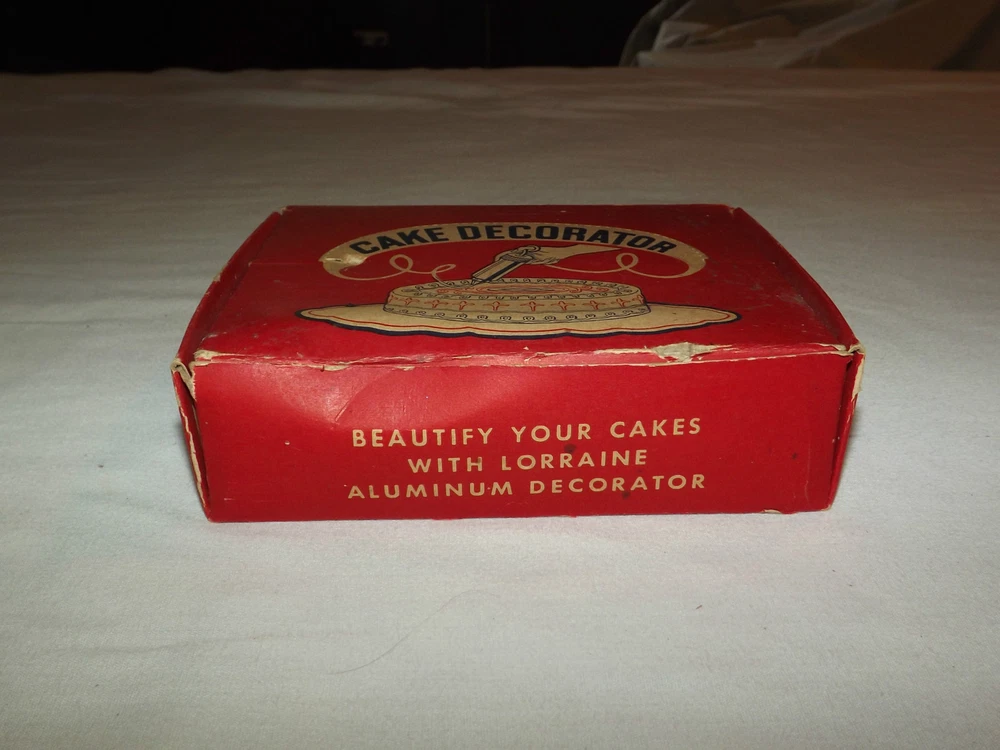 CAKE DECORATOR
BEAUTIFY YOUR CAKES
WITH LORRAINE
ALUMINUM DECORATOR